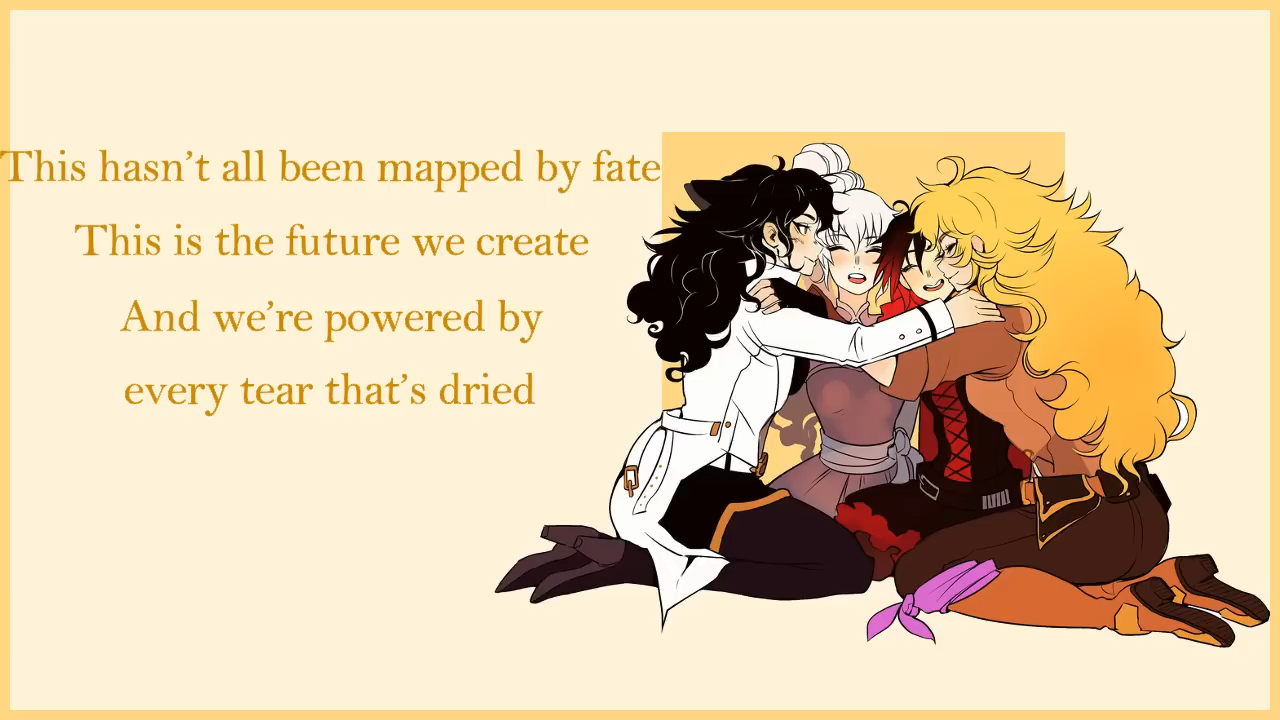 This hasn’t all been mapped by fate
This is the future we create
And we’re powered by
every tear that’s dried